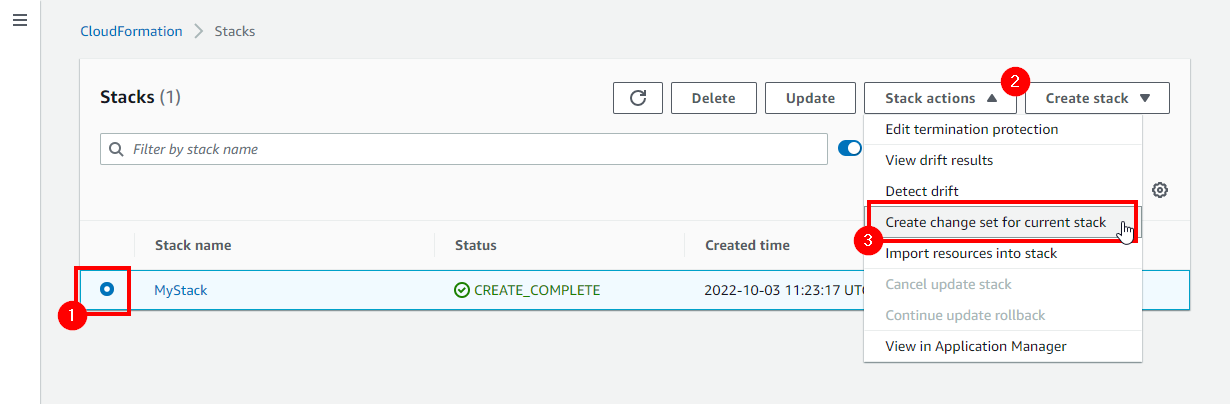 CloudFormation > Stacks
Stacks (1)
Delete
Update
2
Stack actions
Create stack
Filter by stack name
Edit termination protection
View drift results
Detect drift
Create change set for current stack
3
Import resources into stack
Cancel update stack
Continue update rollback
View in Application Manager
Stack name Status Created time
1
MyStack CREATE_COMPLETE 2022-10-03 11:23:17 UTC